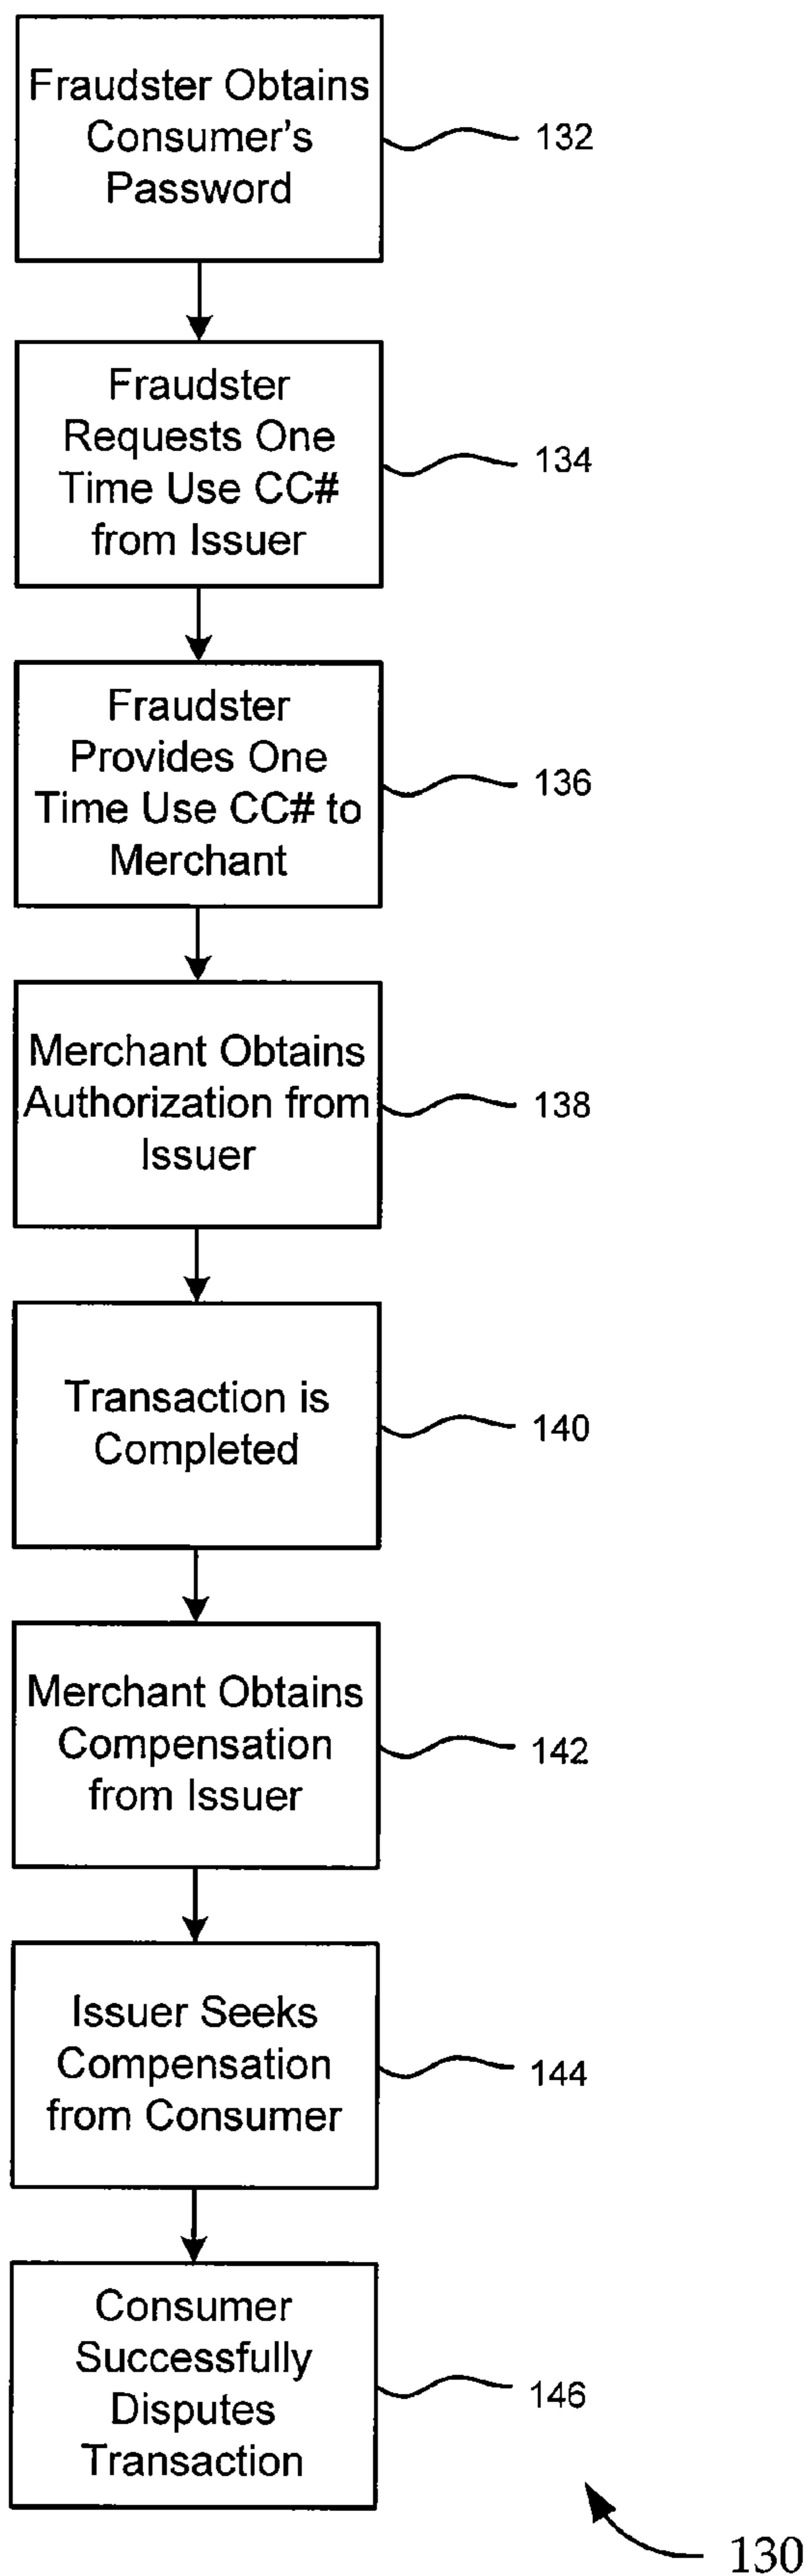 Fraudster Obtains
Consumer's
Password
132
Fraudster
Requests One
Time Use CC#
from Issuer
134
Fraudster
Provides One
Time Use CC# to
Merchant
136
Merchant Obtains
Authorization from
Issuer
138
Transaction is
Completed
140
Merchant Obtains
Compensation
from Issuer
142
Issuer Seeks
Compensation
from Consumer
144
Consumer
Successfully
Disputes
Transaction
146
130